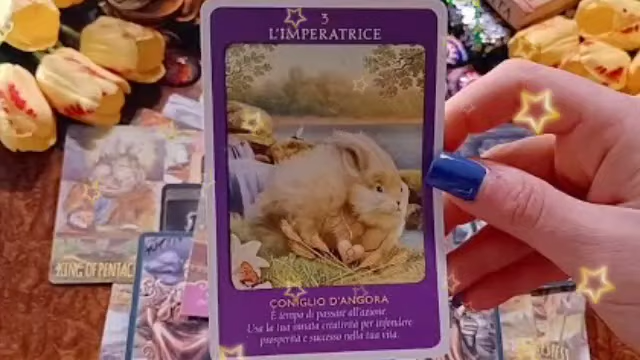 3
L'IMPERATRICE
CONIGLIO D'ANGORA
È tempo di passare all'azione.
Usa la tua innata creatività per infondere
prosperità e successo nella tua vita.
KING OF PENTAC